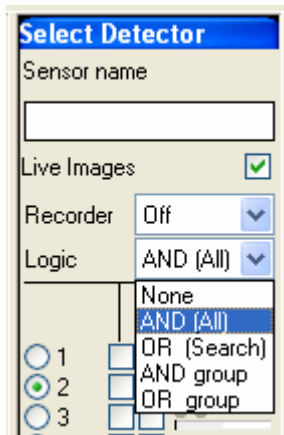 Select Detector
Sensor name
Live Images
Recorder Off
Logic AND (All)
None
AND (All)
OR (Search)
AND group
OR group
1
2
3